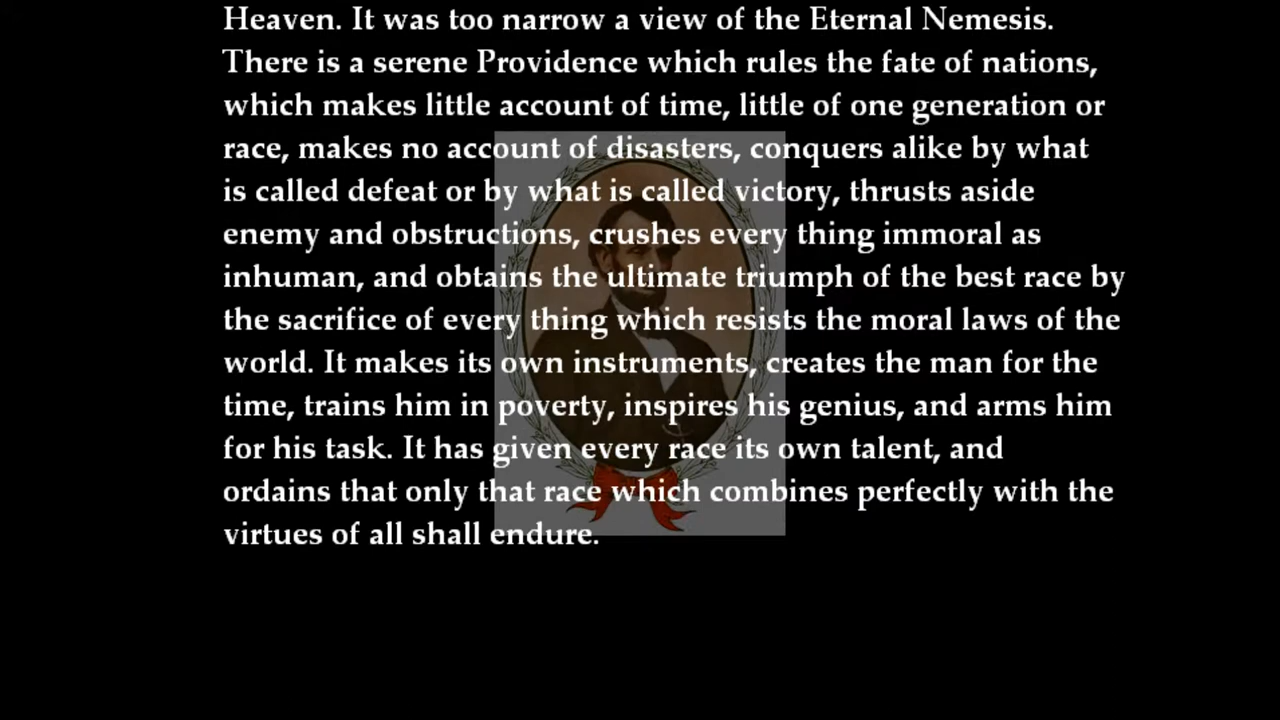 Heaven. It was too narrow a view of the Eternal Nemesis.
There is a serene Providence which rules the fate of nations,
which makes little account of time, little of one generation or
race, makes no account of disasters, conquers alike by what
is called defeat or by what is called victory, thrusts aside
enemy and obstructions, crushes every thing immoral as
inhuman, and obtains the ultimate triumph of the best race by
the sacrifice of every thing which resists the moral laws of the
world. It makes its own instruments, creates the man for the
time, trains him in poverty, inspires his genius, and arms him
for his task. It has given every race its own talent, and
ordains that only that race which combines perfectly with the
virtues of all shall endure.